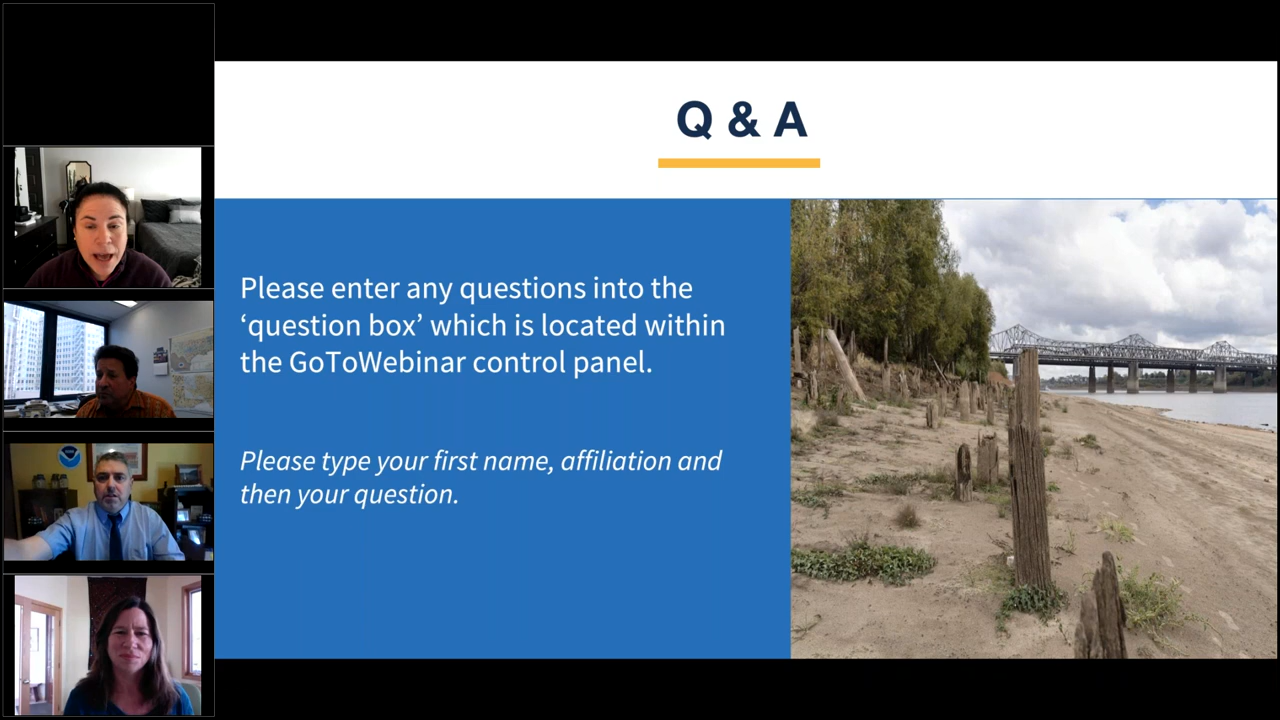 Q & A
Please enter any questions into the
‘question box’ which is located within
the GoToWebinar control panel.
Please type your first name, affiliation and
then your question.